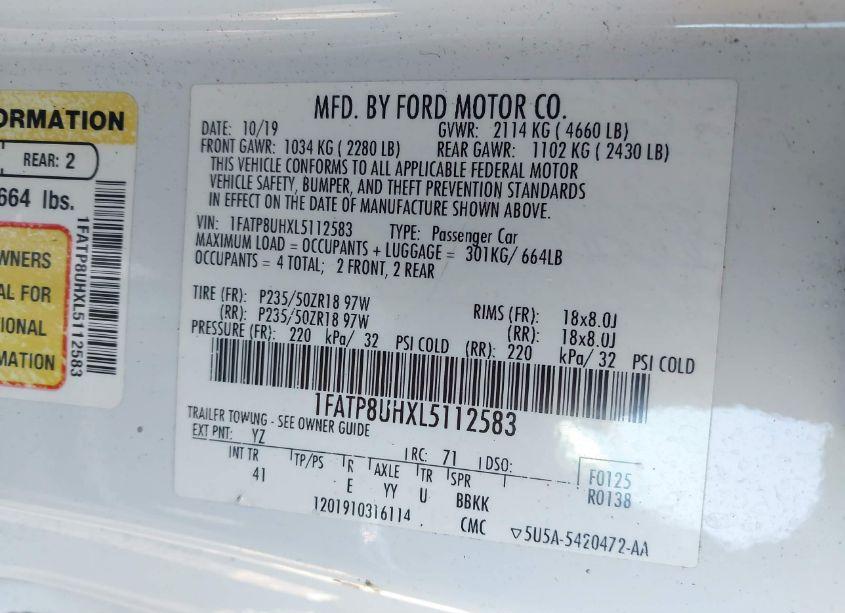 ORMATION
REAR: 2
664 lbs.
WNERS
AL FOR
IONAL
MATION
1FATP8UHXL5112583
MFD. BY FORD MOTOR CO.
DATE: 10/19 GVWR: 2114 KG ( 4660 LB)
FRONT GAWR: 1034 KG ( 2280 LB) REAR GAWR: 1102 KG ( 2430 LB)
THIS VEHICLE CONFORMS TO ALL APPLICABLE FEDERAL MOTOR
VEHICLE SAFETY, BUMPER, AND THEFT PREVENTION STANDARDS
IN EFFECT ON THE DATE OF MANUFACTURE SHOWN ABOVE.
VIN: 1FATP8UHXL5112583 TYPE: Passenger Car
MAXIMUM LOAD = OCCUPANTS + LUGGAGE = 301KG/ 664LB
OCCUPANTS = 4 TOTAL; 2 FRONT, 2 REAR
TIRE (FR): P235/50ZR18 97W RIMS (FR): 18x8.0J
(RR): P235/50ZR18 97W (RR): 18x8.0J
PRESSURE (FR): 220 kPa/ 32 PSI COLD (RR): 220 kPa/ 32 PSI COLD
1FATP8UHXL5112583
TRAILER TOWING - SEE OWNER GUIDE
EXT PNT: YZ RC: 71 DSO:
INT TR TP/PS R AXLE TR SPR F0125
41 E YY U BBKK R0138
1201910316114 CMC ▽5U5A-5420472-AA